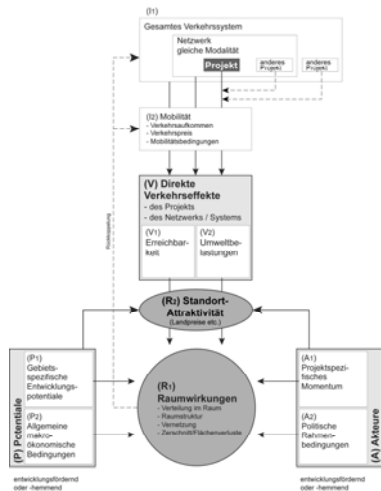 (I1)
Gesamtes Verkehrssystem
Netzwerk
gleiche Modalität
Projekt
anderes
Projekt
anderes
Projekt
(I2) Mobilität
- Verkehrsaufkommen
- Verkehrspreis
- Mobilitätsbedingungen
Rückkoppelung
(V) Direkte
Verkehrseffekte
- des Projekts
- des Netzwerks / Systems
(V1)
Erreichbar-
keit
(V2)
Umweltbe-
lastungen
(R2) Standort-
Attraktivität
(Landpreise etc.)
(P) Potentiale
(P1)
Gebiets-
spezifische
Entwicklungs-
potentiale
(P2)
Allgemeine
makro-
ökonomische
Bedingungen
(R1)
Raumwirkungen
- Verteilung im Raum
- Raumstruktur
- Vernetzung
- Zerschnitt/Flächenverluste
(A1)
Projektspezi-
fisches
Momentum
(A2)
Politische
Rahmen-
bedingungen
(A) Akteure
entwicklungsfördernd
oder -hemmend
entwicklungsfördernd
oder -hemmend